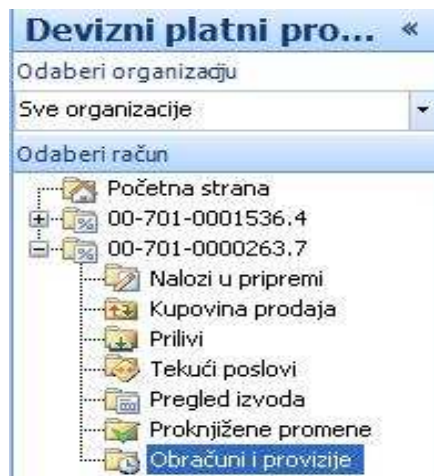 Devizni platni pro... «
Odaberi organizaciju
Sve organizacije
Odaberi račun
Početna strana
00-701-0001536.4
00-701-0000263.7
Nalozi u pripremi
Kupovina prodaja
Prilivi
Tekući poslovi
Pregled izvoda
Proknjižene promene
Obračuni i provizije